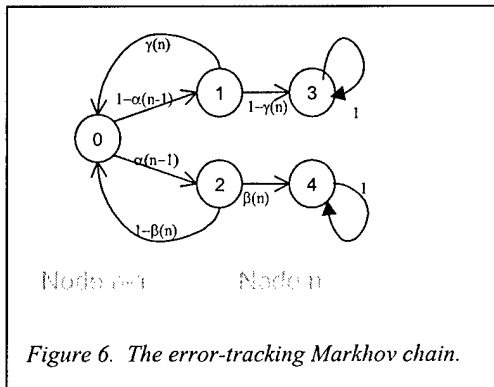 γ(n)
1
3
1–α(n-1)
1–γ(n)
1
0
α(n–1)
2
4
1
β(n)
1–β(n)
Node n-1
Node n
Figure 6. The error-tracking Markhov chain.